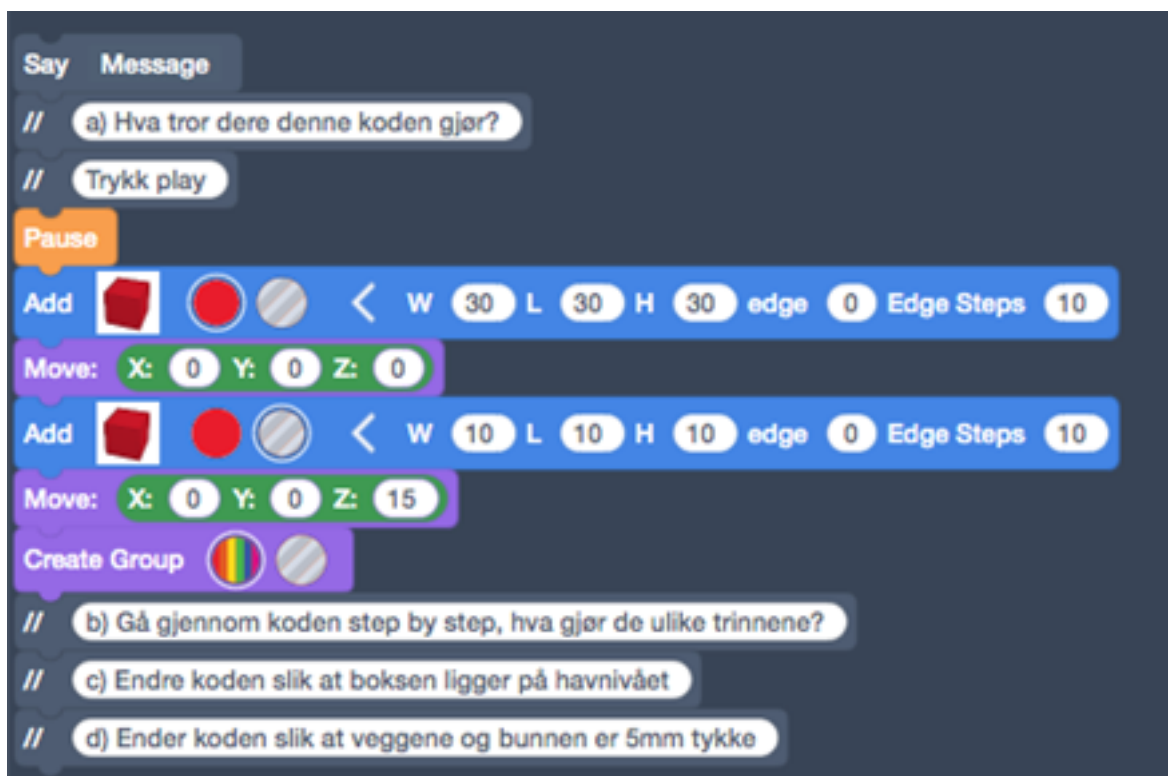 Say Message
// a) Hva tror dere denne koden gjør?
// Trykk play
Pause
Add W 30 L 30 H 30 edge 0 Edge Steps 10
Move: X: 0 Y: 0 Z: 0
Add W 10 L 10 H 10 edge 0 Edge Steps 10
Move: X: 0 Y: 0 Z: 15
Create Group
// b) Gå gjennom koden step by step, hva gjør de ulike trinnene?
// c) Endre koden slik at boksen ligger på havnivået
// d) Ender koden slik at veggene og bunnen er 5mm tykke